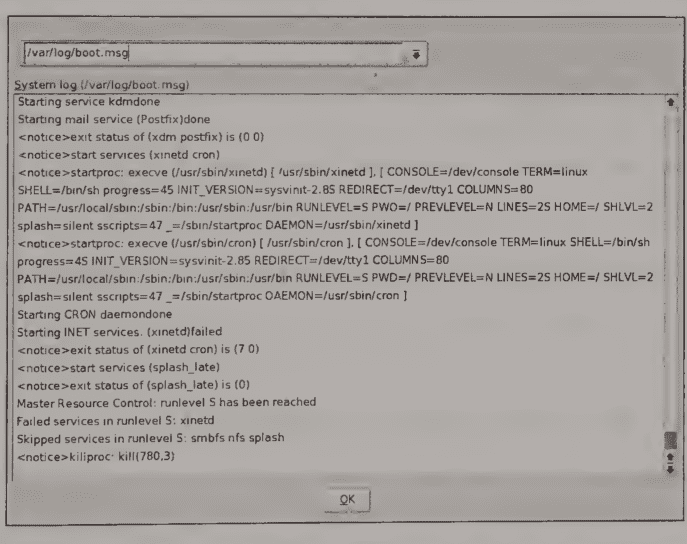 /var/log/boot.msg
System log (/var/log/boot.msg)
Starting service kdmdone
Starting mail service (Postfix)done
<notice>exit status of (xdm postfix) is (0 0)
<notice>start services (xinetd cron)
<notice>startproc: execve (/usr/sbin/xinetd) [ /usr/sbin/xinetd ], [ CONSOLE=/dev/console TERM=linux
SHELL=/bin/sh progress=45 INIT_VERSION=sysvinit-2.85 REDIRECT=/dev/tty1 COLUMNS=80
PATH=/usr/local/sbin:/sbin:/bin:/usr/sbin:/usr/bin RUNLEVEL=S PWD=/ PREVLEVEL=N LINES=25 HOME=/ SHLVL=2
splash=silent sscripts=47 _=/sbin/startproc DAEMON=/usr/sbin/xinetd ]
<notice>startproc: execve (/usr/sbin/cron) [ /usr/sbin/cron ], [ CONSOLE=/dev/console TERM=linux SHELL=/bin/sh
progress=45 INIT_VERSION=sysvinit-2.85 REDIRECT=/dev/tty1 COLUMNS=80
PATH=/usr/local/sbin:/sbin:/bin:/usr/sbin:/usr/bin RUNLEVEL=S PWD=/ PREVLEVEL=N LINES=25 HOME=/ SHLVL=2
splash=silent sscripts=47 _=/sbin/startproc DAEMON=/usr/sbin/cron ]
Starting CRON daemondone
Starting INET services. (xinetd)failed
<notice>exit status of (xinetd cron) is (7 0)
<notice>start services (splash_late)
<notice>exit status of (splash_late) is (0)
Master Resource Control: runlevel S has been reached
Failed services in runlevel S: xinetd
Skipped services in runlevel S: smbfs nfs splash
<notice>killproc: kill(780,3)
OK